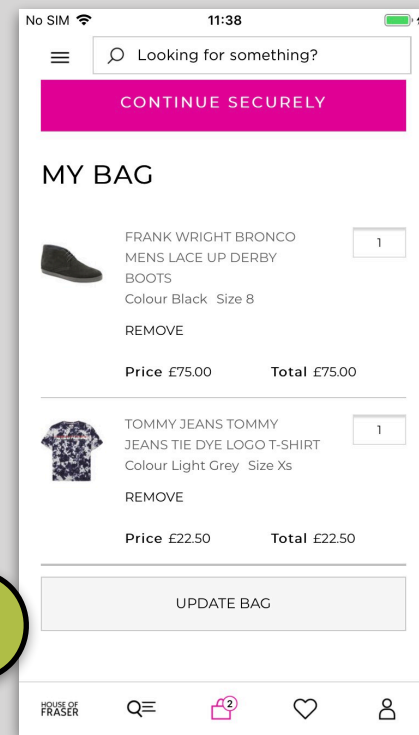 No SIM 11:38
Looking for something?
CONTINUE SECURELY
MY BAG
FRANK WRIGHT BRONCO
MENS LACE UP DERBY
BOOTS
Colour Black Size 8
1
REMOVE
Price £75.00 Total £75.00
TOMMY JEANS TOMMY
JEANS TIE DYE LOGO T-SHIRT
Colour Light Grey Size Xs
1
REMOVE
Price £22.50 Total £22.50
UPDATE BAG
HOUSE OF
FRASER
2